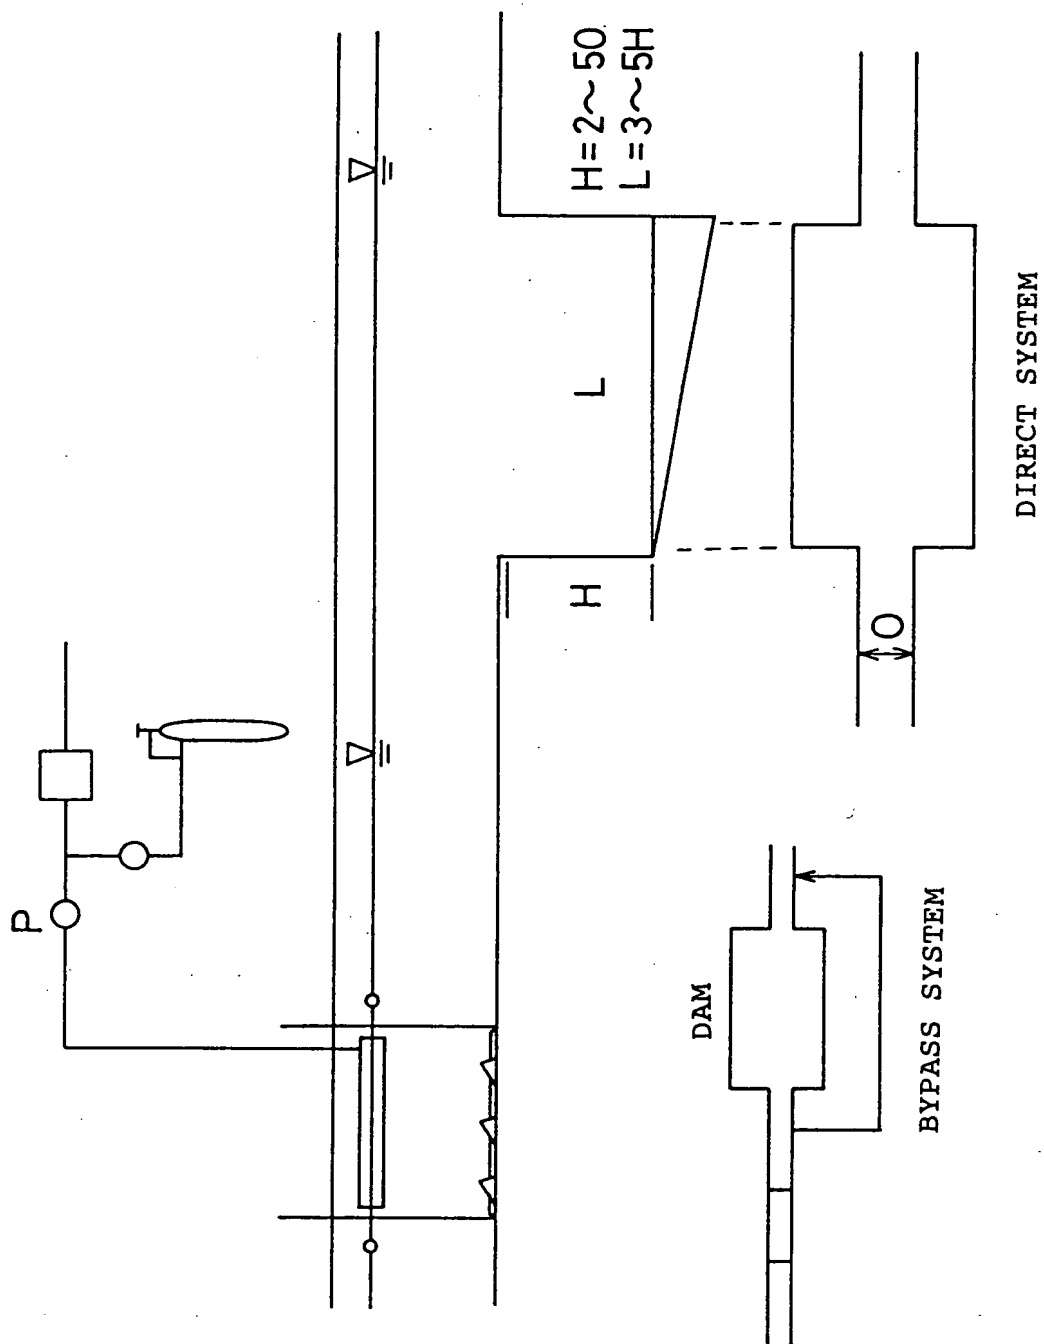 P
H=2~50
L=3~5H
L
H
O
DAM
BYPASS SYSTEM
DIRECT SYSTEM